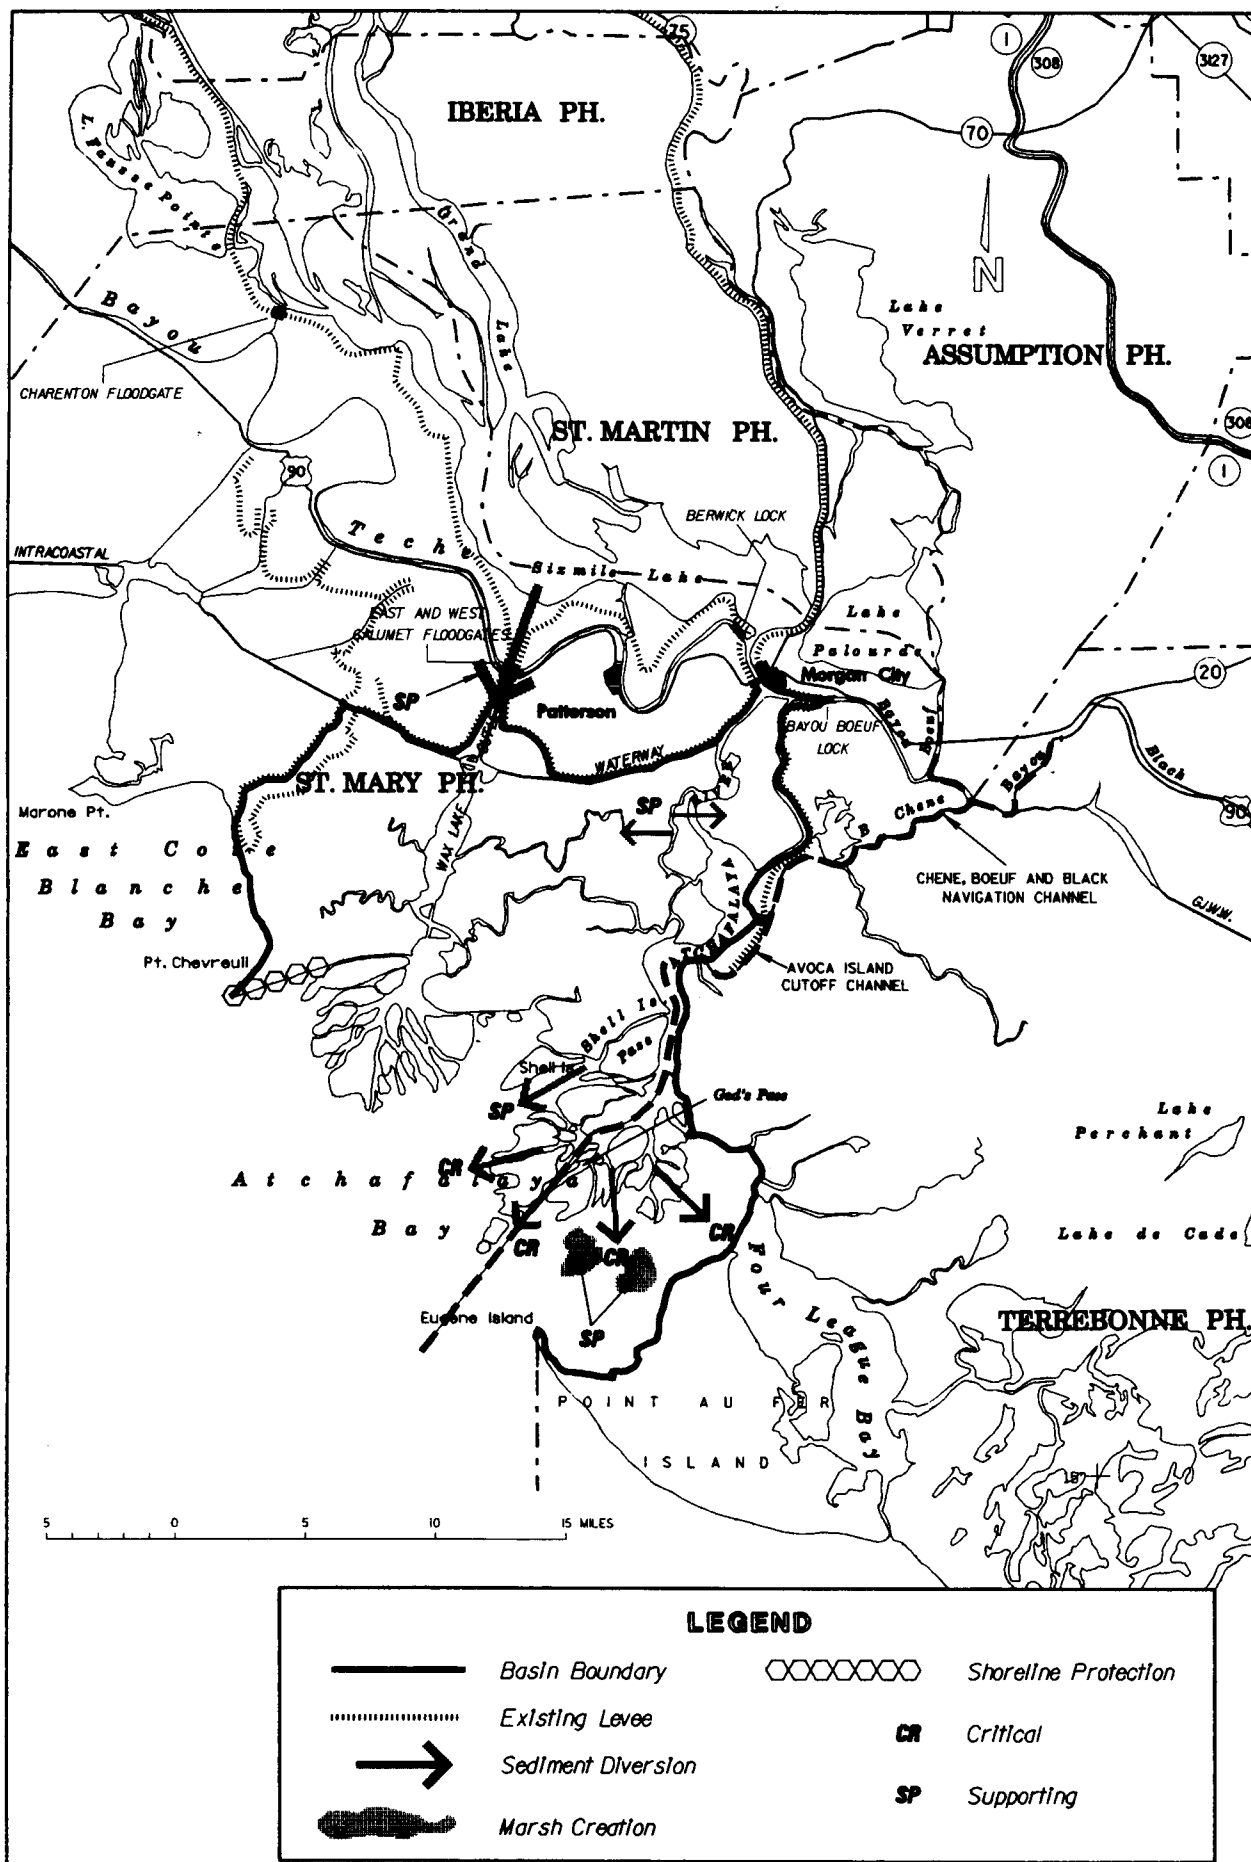 75
1
308
3127
IBERIA PH.
70
L. Fausse Pointe
Grand Lake
N
Bayou
Lake
Verret
ASSUMPTION PH.
CHARENTON FLOODGATE
ST. MARTIN PH.
308
1
90
BERWICK LOCK
Teche
INTRACOASTAL
Sixmile Lake
EAST AND WEST
CALUMET FLOODGATES
Lake
Palourde
Morgan City
20
SP
Patterson
BAYOU BOEUF
LOCK
Bayou
Boeuf
Bayou
Black
WATERWAY
ST. MARY PH.
Marone Pt.
SP
90
B Chene
East Cote
Blanche
Bay
WAX LAKE
CHENE, BOEUF AND BLACK
NAVIGATION CHANNEL
G.I.W.W.
ATCHAFALAYA
Pt. Chevreuil
AVOCA ISLAND
CUTOFF CHANNEL
Shell Is
Pass
Shell Is.
God's Pass
SP
Lake
Perchant
CR
Atchafalaya
Bay
CR
CR
CR
Lake de Cade
Four League Bay
Eugene Island
SP
TERREBONNE PH.
POINT AU FER
ISLAND
5 0 5 10 15 MILES
LEGEND
Basin Boundary
Shoreline Protection
Existing Levee
CR Critical
Sediment Diversion
SP Supporting
Marsh Creation